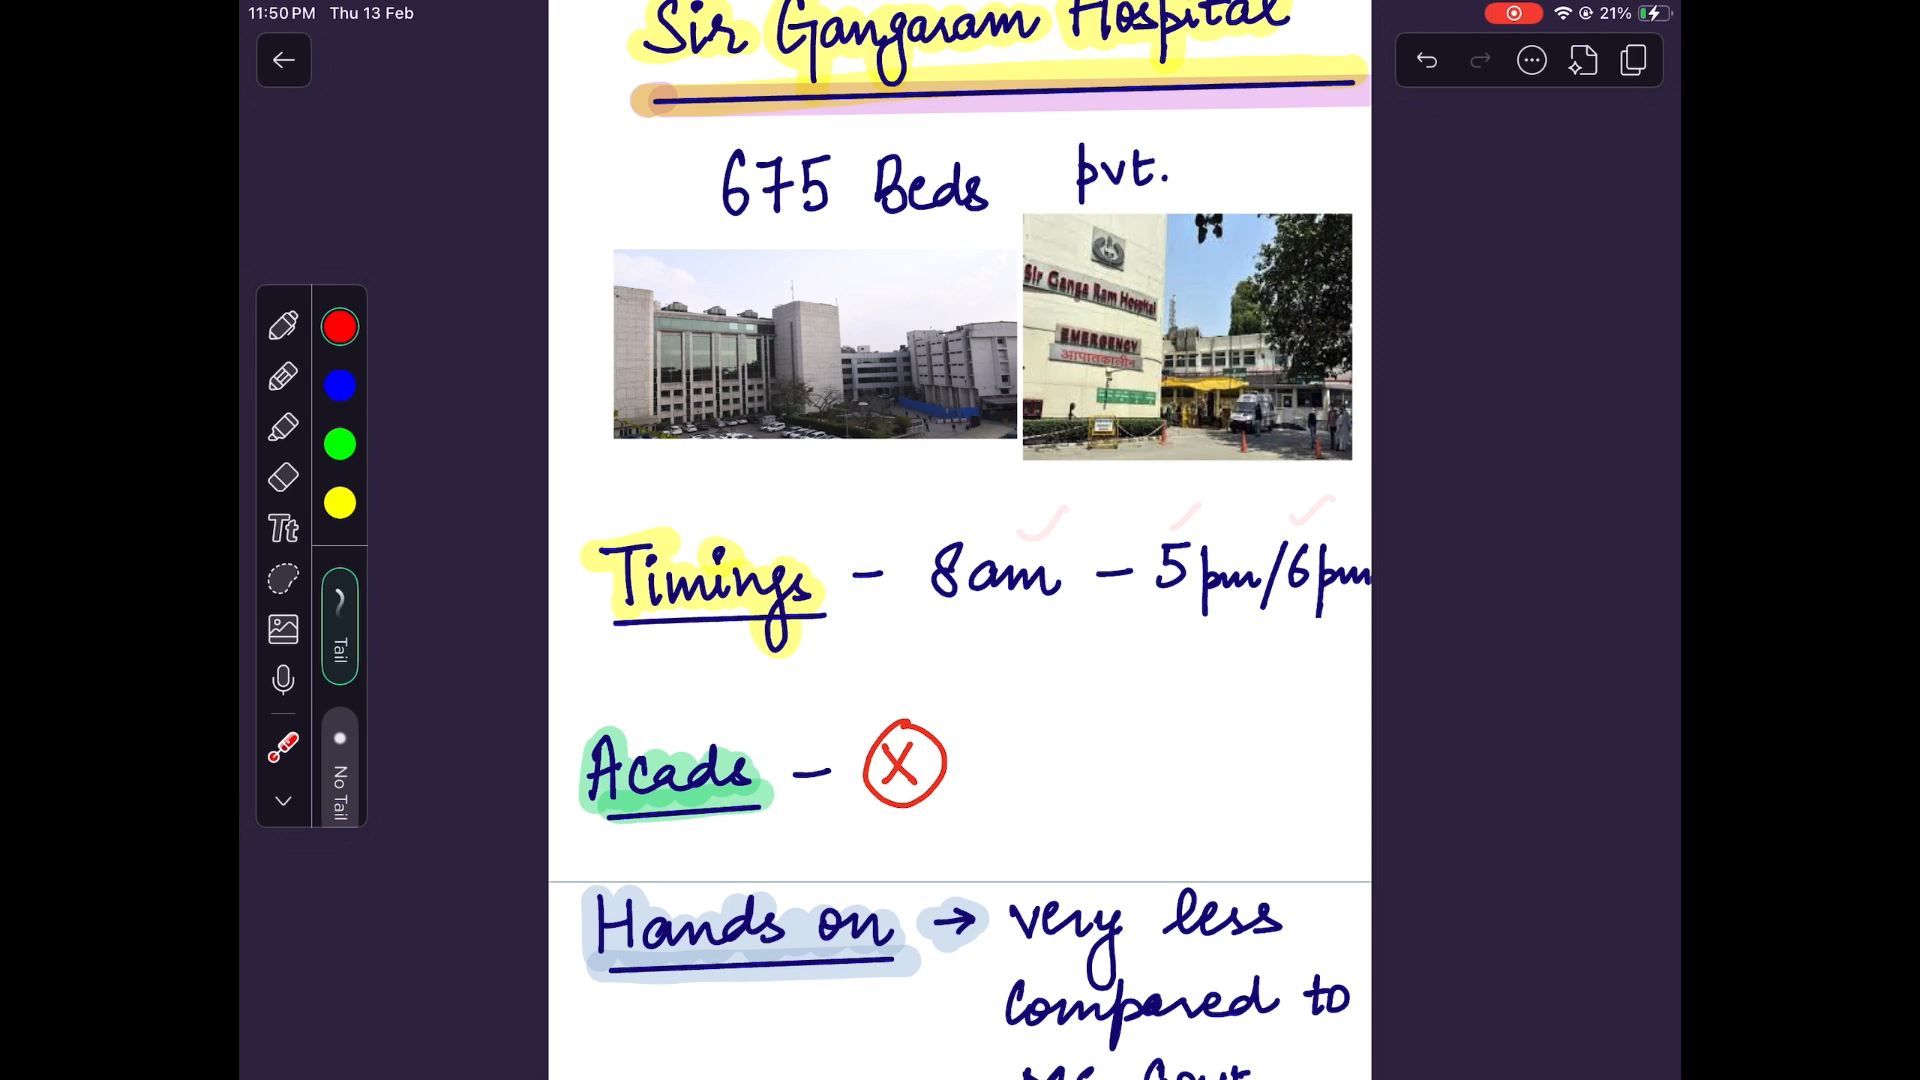 11:50 PM Thu 13 Feb
21%
Sir Gangaram Hospital
675 Beds pvt.
Sir Ganga Ram Hospital
EMERGENCY
आपातकालीन
Timings - 8am - 5pm/6pm
Tt
Tail
No Tail
Acads - X
Hands on → very less
compared to